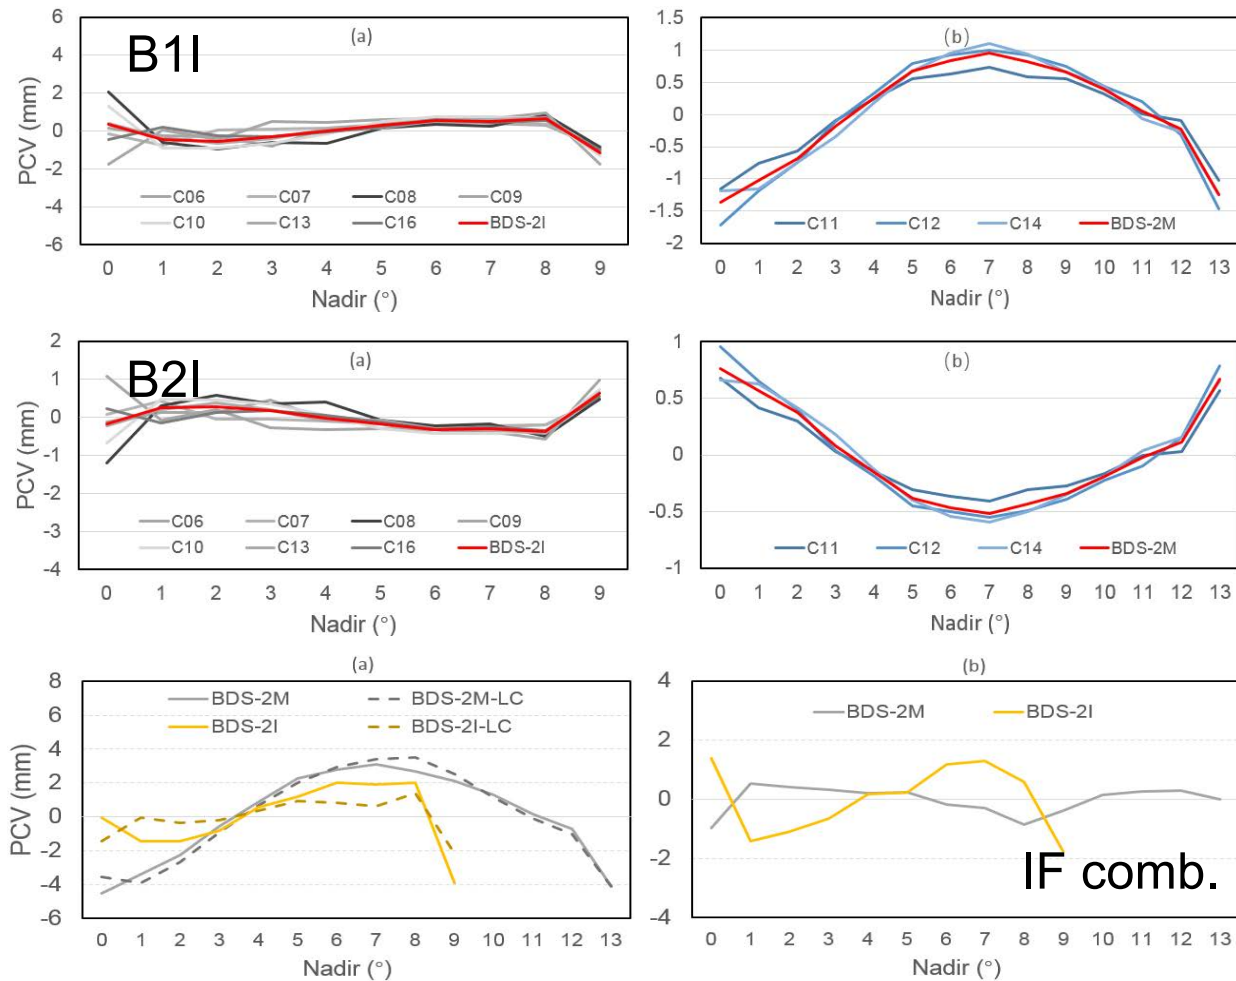 (a)
B1I
6
4
2
0
-2
-4
-6
PCV (mm)
C06 C07 C08 C09
C10 C13 C16 BDS-2I
0 1 2 3 4 5 6 7 8 9
Nadir (°)
(b)
1.5
1
0.5
0
-0.5
-1
-1.5
-2
C11 C12 C14 BDS-2M
0 1 2 3 4 5 6 7 8 9 10 11 12 13
Nadir (°)
(a)
B2I
2
1
0
-1
-2
-3
-4
PCV (mm)
C06 C07 C08 C09
C10 C13 C16 BDS-2I
0 1 2 3 4 5 6 7 8 9
Nadir (°)
(b)
1
0.5
0
-0.5
-1
C11 C12 C14 BDS-2M
0 1 2 3 4 5 6 7 8 9 10 11 12 13
Nadir (°)
(a)
8
6
4
2
0
-2
-4
-6
PCV (mm)
BDS-2M BDS-2M-LC
BDS-2I BDS-2I-LC
0 1 2 3 4 5 6 7 8 9 10 11 12 13
Nadir (°)
(b)
4
2
0
-2
-4
BDS-2M BDS-2I
IF comb.
0 1 2 3 4 5 6 7 8 9 10 11 12 13
Nadir (°)